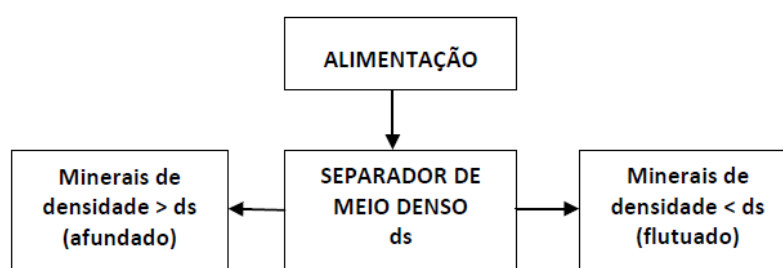 ALIMENTAÇÃO
Minerais de
densidade > ds
(afundado)
SEPARADOR DE
MEIO DENSO
ds
Minerais de
densidade < ds
(flutuado)